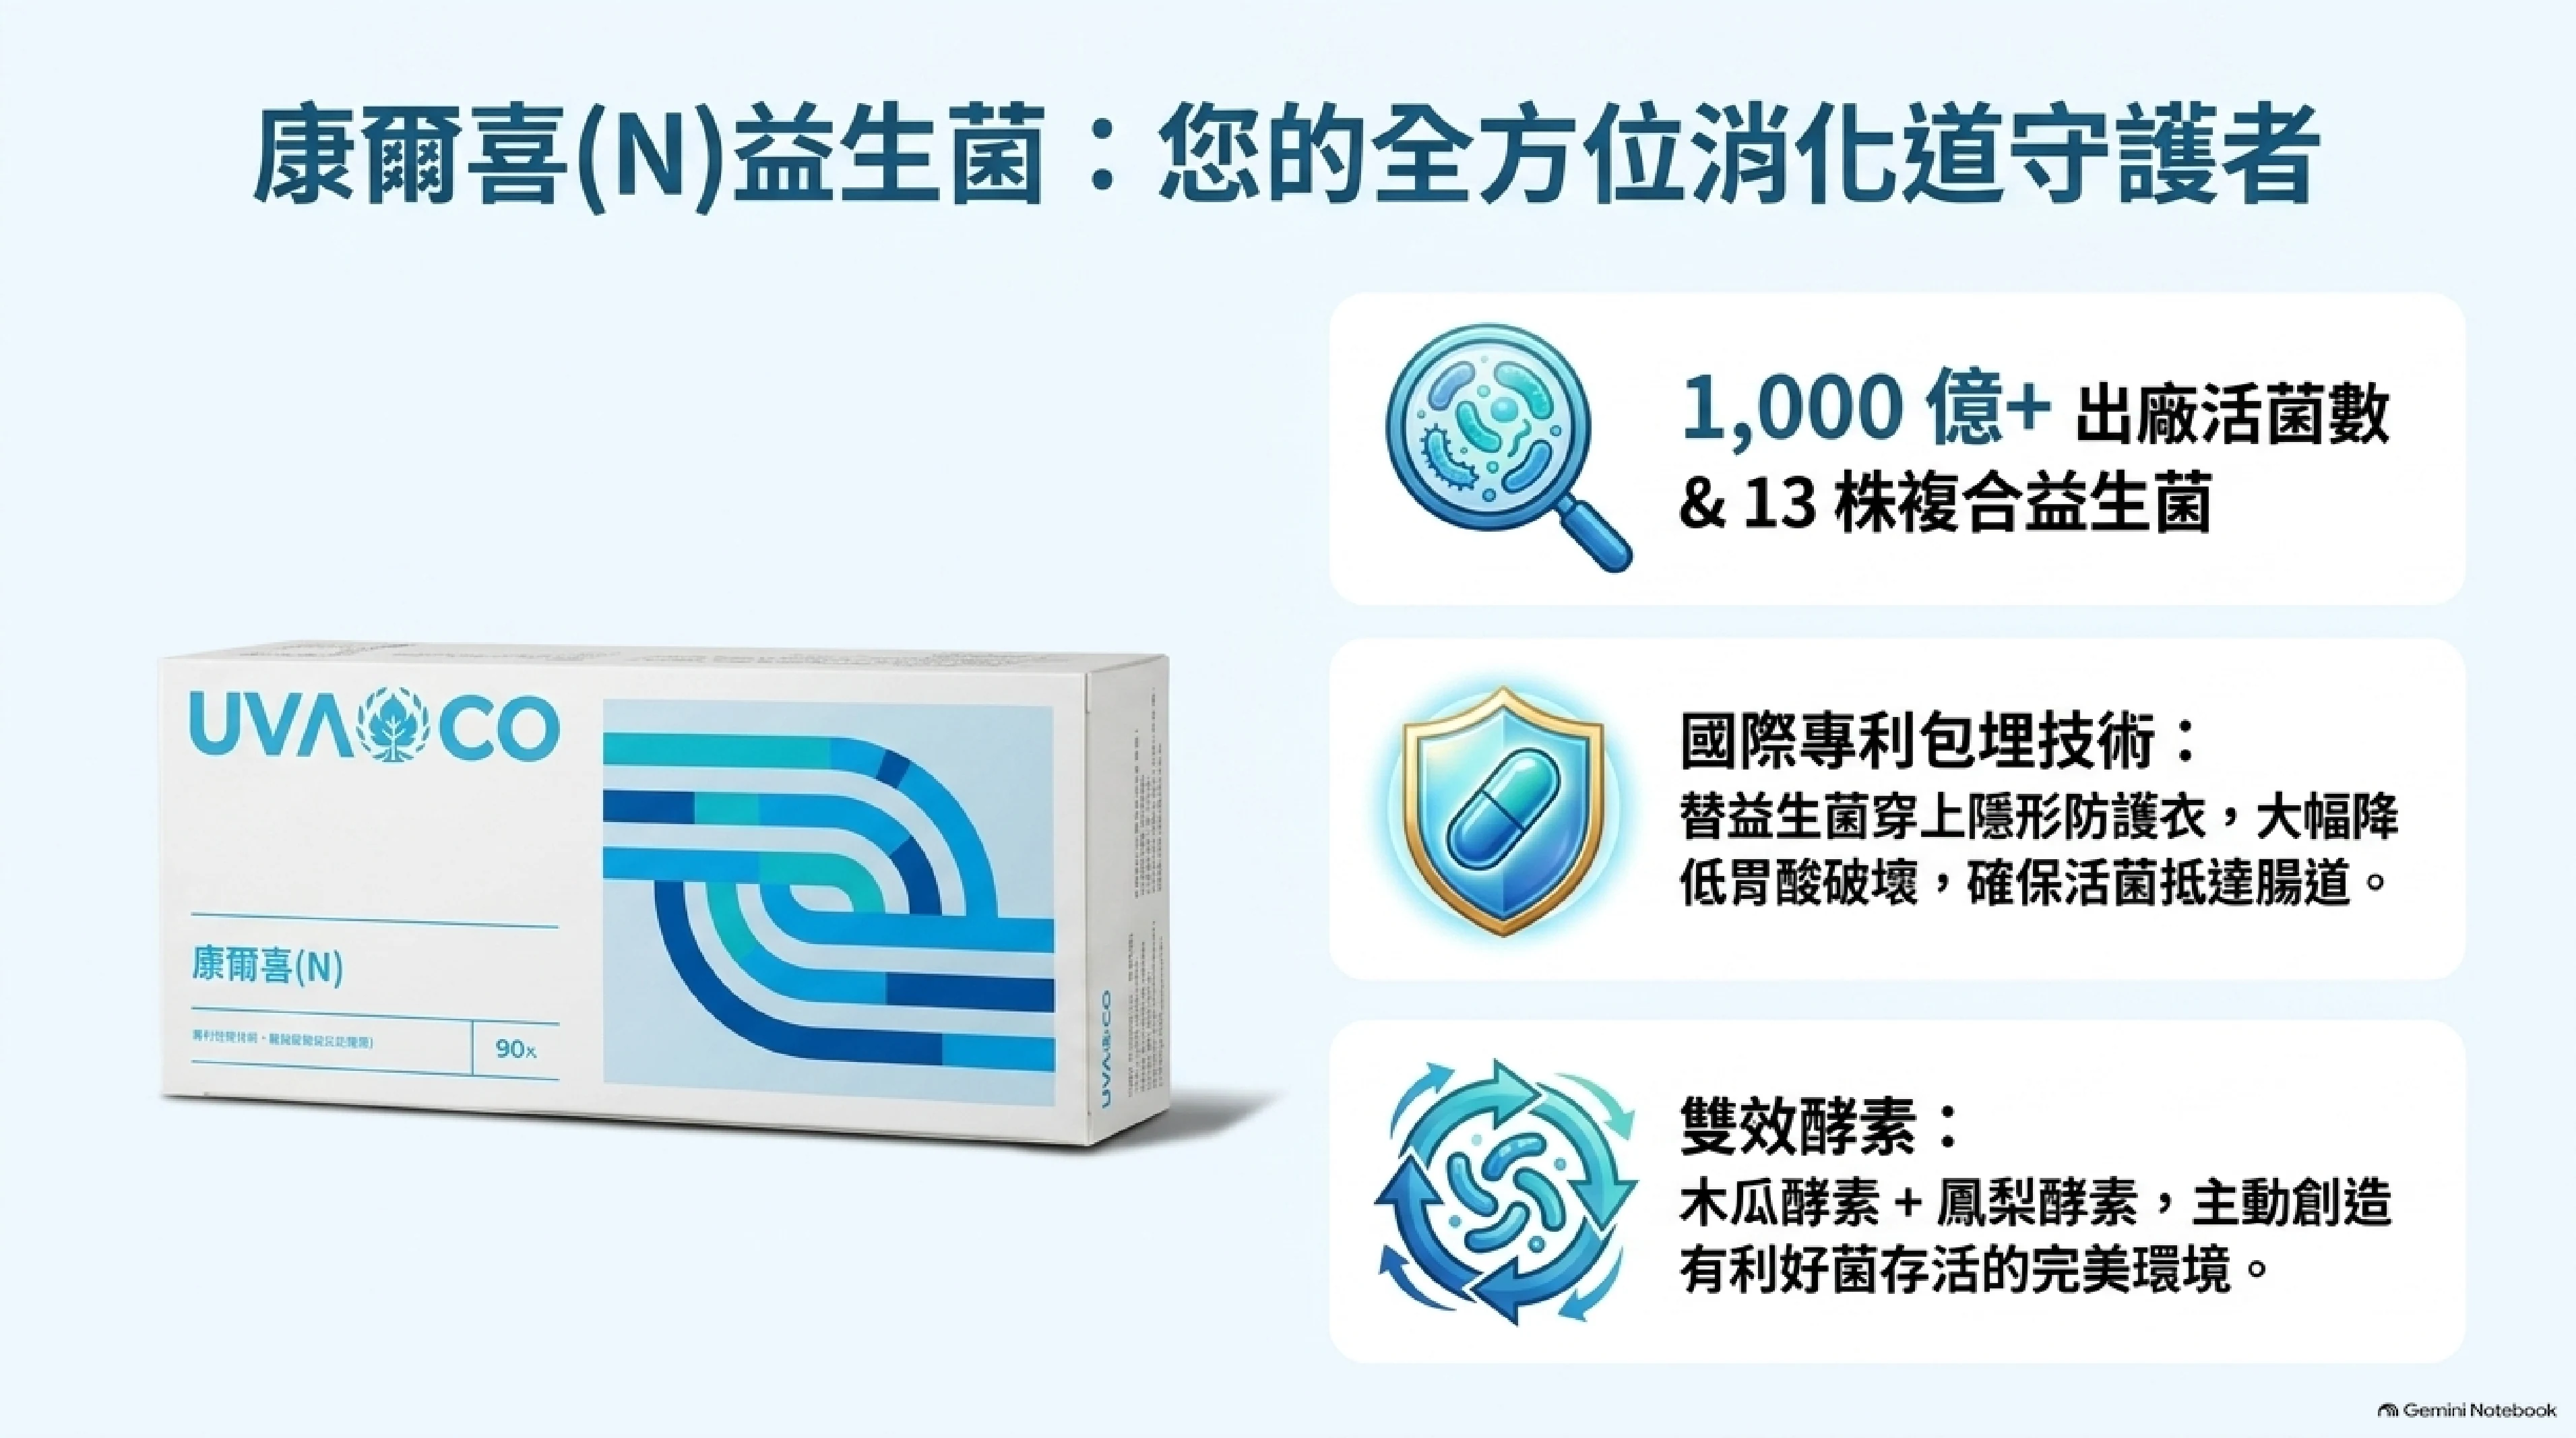 康爾喜(N)益生菌：您的全方位消化道守護者
1,000 億+ 出廠活菌數
& 13 株複合益生菌
國際專利包埋技術：
替益生菌穿上隱形防護衣，大幅降
低胃酸破壞，確保活菌抵達腸道。
雙效酵素：
木瓜酵素 + 鳳梨酵素，主動創造
有利好菌存活的完美環境。
UVACO
康爾喜(N)
90x
UVACO
Gemini Notebook